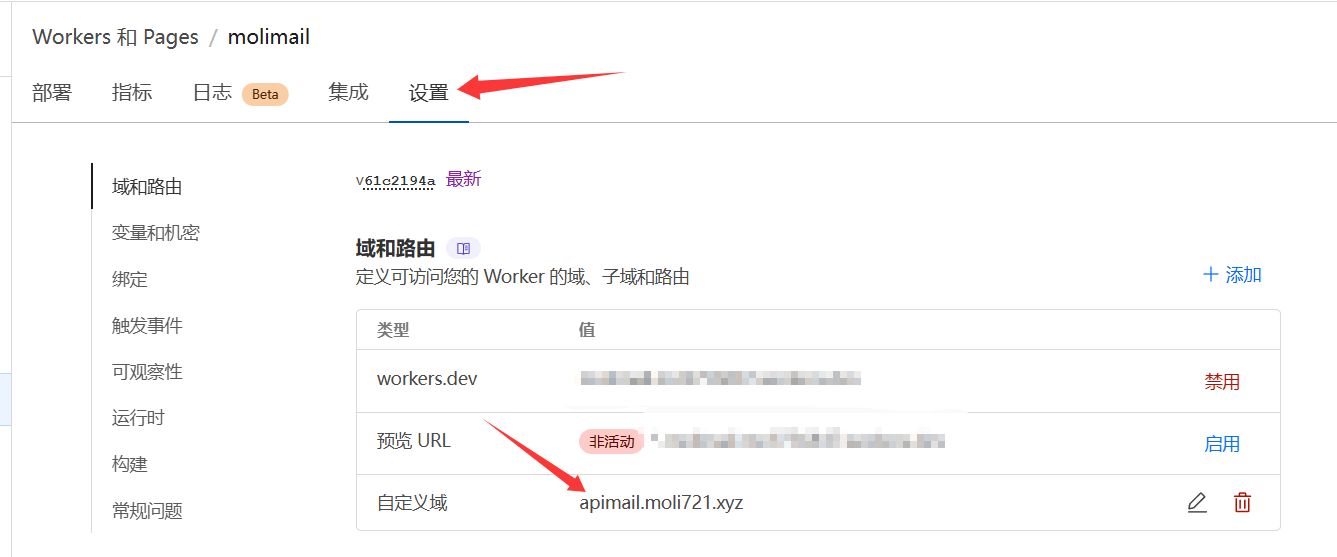 Workers 和 Pages / molimail
部署 指标 日志 Beta 集成 设置
域和路由
变量和机密
绑定
触发事件
可观察性
运行时
构建
常规问题
v61c2194a 最新
域和路由
定义可访问您的 Worker 的域、子域和路由
+ 添加
类型 值
workers.dev 禁用
预览 URL 非活动 启用
自定义域 apimail.moli721.xyz